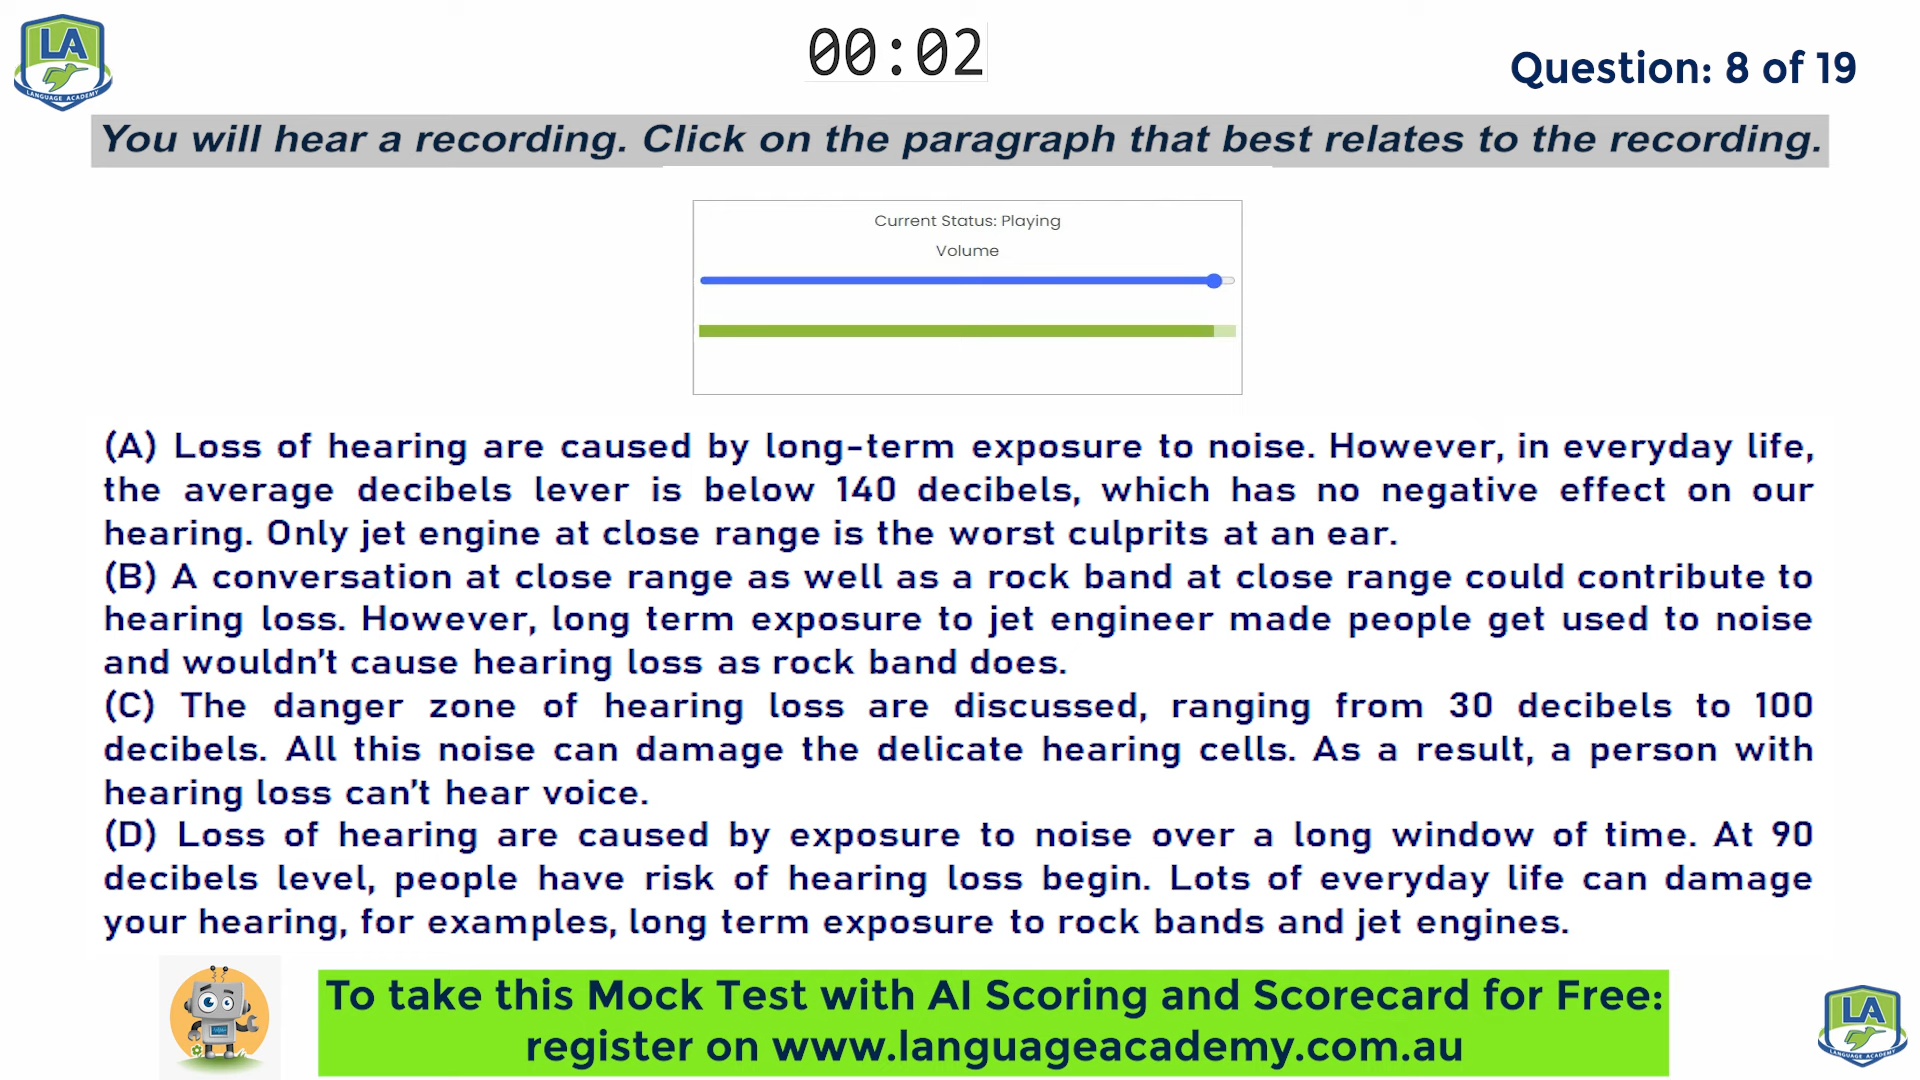 LA
LANGUAGE ACADEMY
00:02
Question: 8 of 19
You will hear a recording. Click on the paragraph that best relates to the recording.
Current Status: Playing
Volume
(A) Loss of hearing are caused by long-term exposure to noise. However, in everyday life,
the average decibels lever is below 140 decibels, which has no negative effect on our
hearing. Only jet engine at close range is the worst culprits at an ear.
(B) A conversation at close range as well as a rock band at close range could contribute to
hearing loss. However, long term exposure to jet engineer made people get used to noise
and wouldn't cause hearing loss as rock band does.
(C) The danger zone of hearing loss are discussed, ranging from 30 decibels to 100
decibels. All this noise can damage the delicate hearing cells. As a result, a person with
hearing loss can't hear voice.
(D) Loss of hearing are caused by exposure to noise over a long window of time. At 90
decibels level, people have risk of hearing loss begin. Lots of everyday life can damage
your hearing, for examples, long term exposure to rock bands and jet engines.
To take this Mock Test with AI Scoring and Scorecard for Free:
register on www.languageacademy.com.au
LA
LANGUAGE ACADEMY